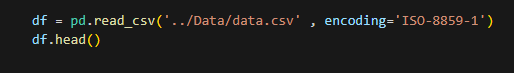 df = pd.read_csv('../Data/data.csv' , encoding='ISO-8859-1')
df.head()